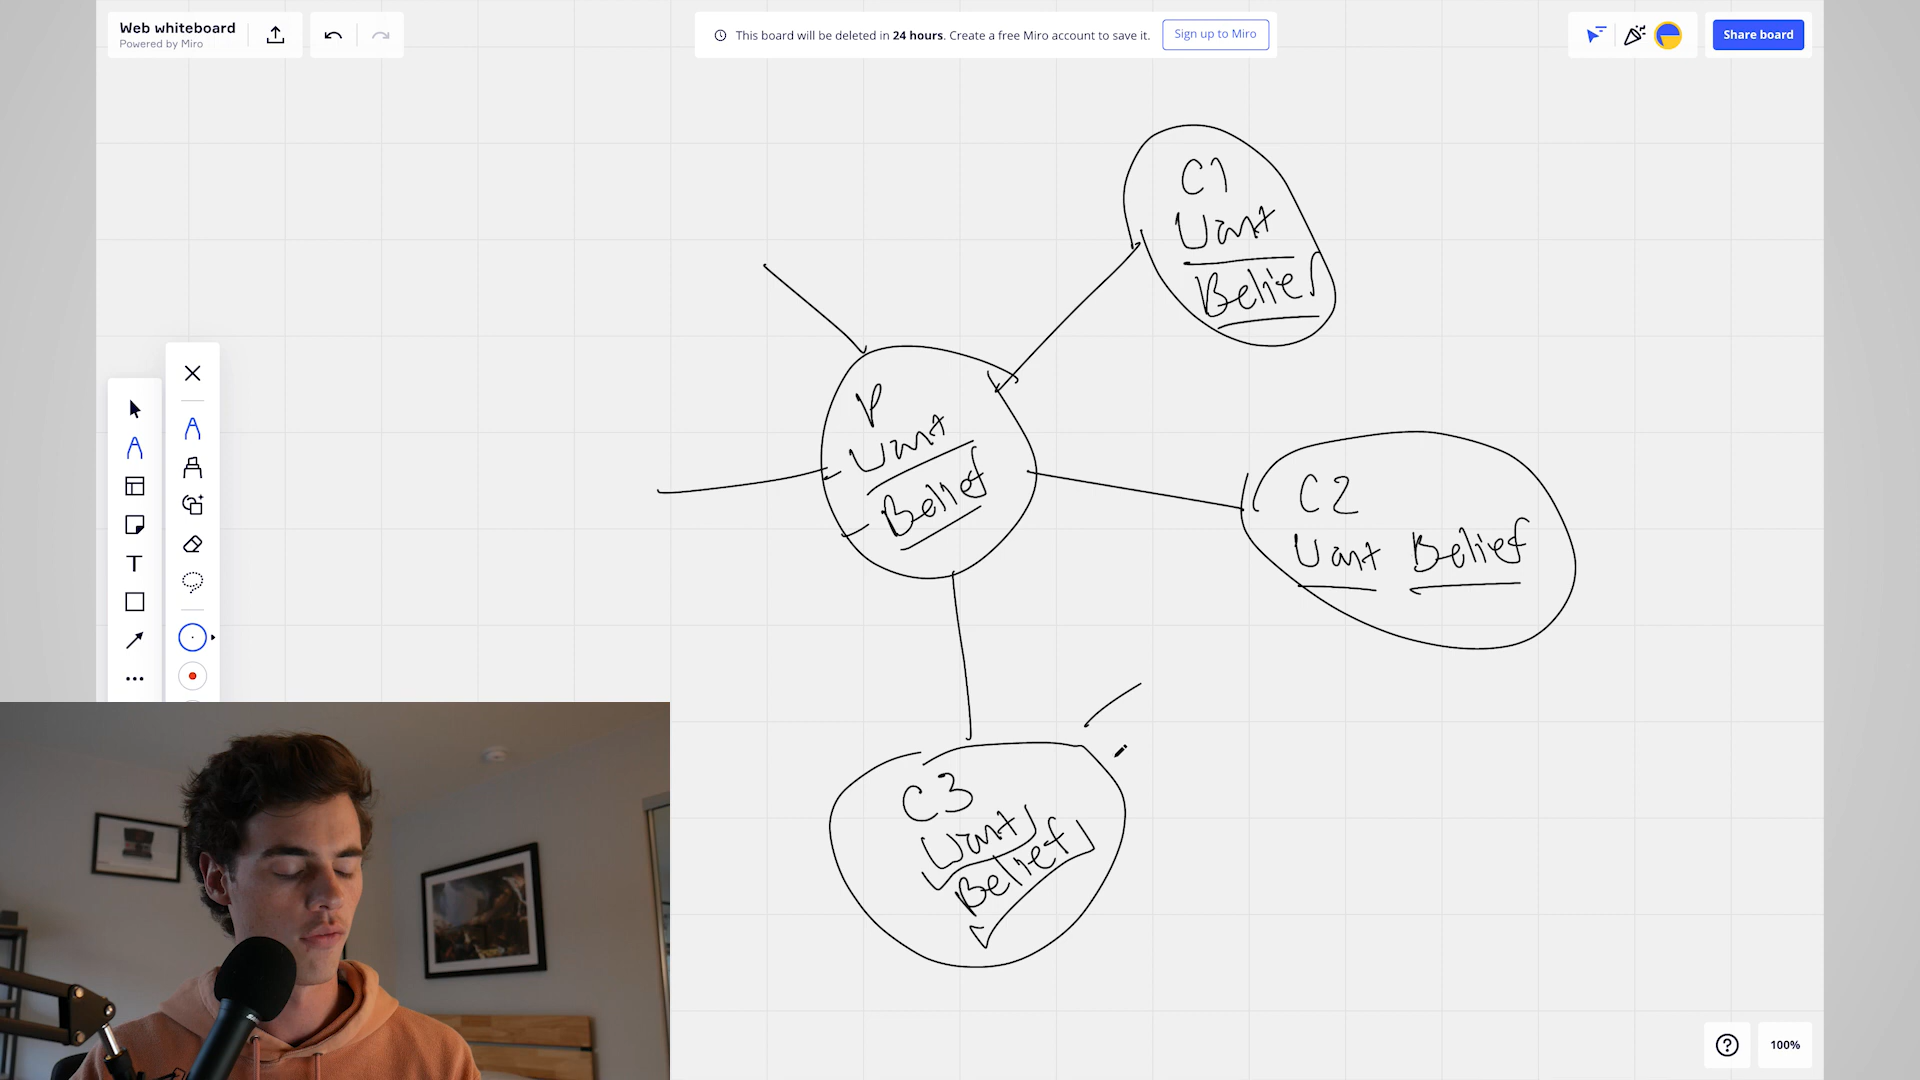 Web whiteboard
Powered by Miro
This board will be deleted in 24 hours. Create a free Miro account to save it.
Sign up to Miro
Share board
C1
Want
Belief
P
Want
Belief
C2
Want Belief
C3
Want
Belief
T
100%